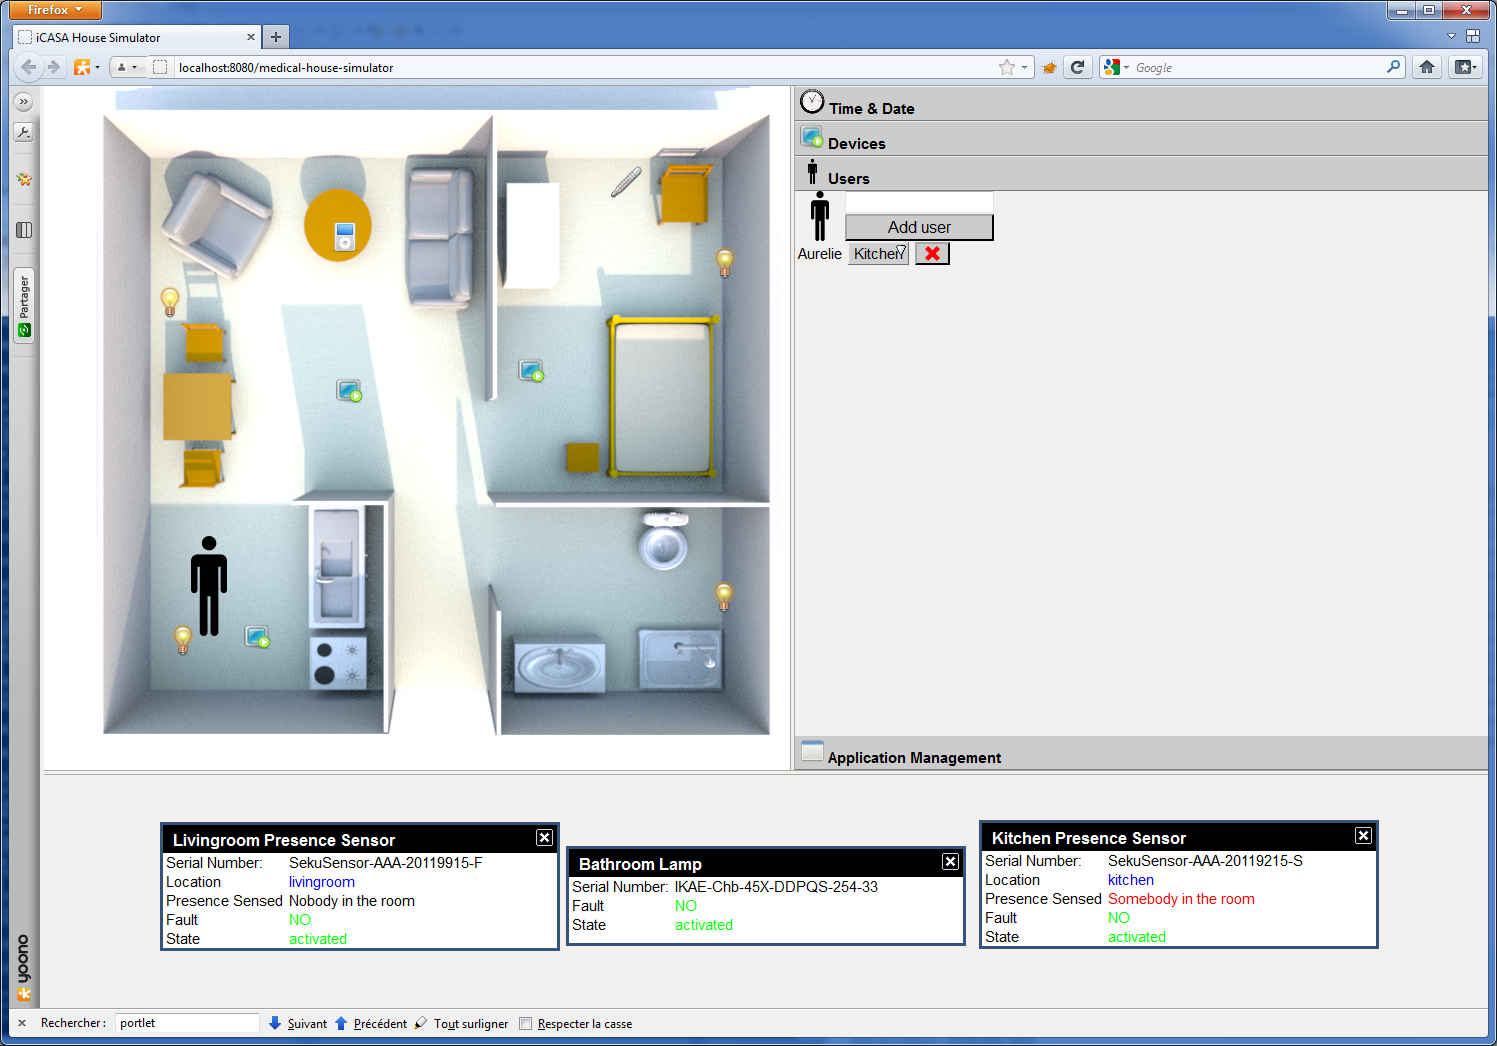 Firefox
iCASA House Simulator
localhost:8080/medical-house-simulator
Google
Partager
yoono
Time & Date
Devices
Users
Add user
Aurelie Kitchen
Application Management
Livingroom Presence Sensor
Serial Number: SekuSensor-AAA-20119915-F
Location livingroom
Presence Sensed Nobody in the room
Fault NO
State activated
Bathroom Lamp
Serial Number: IKAE-Chb-45X-DDPQS-254-33
Fault NO
State activated
Kitchen Presence Sensor
Serial Number: SekuSensor-AAA-20119215-S
Location kitchen
Presence Sensed Somebody in the room
Fault NO
State activated
Rechercher : portlet Suivant Précédent Tout surligner Respecter la casse